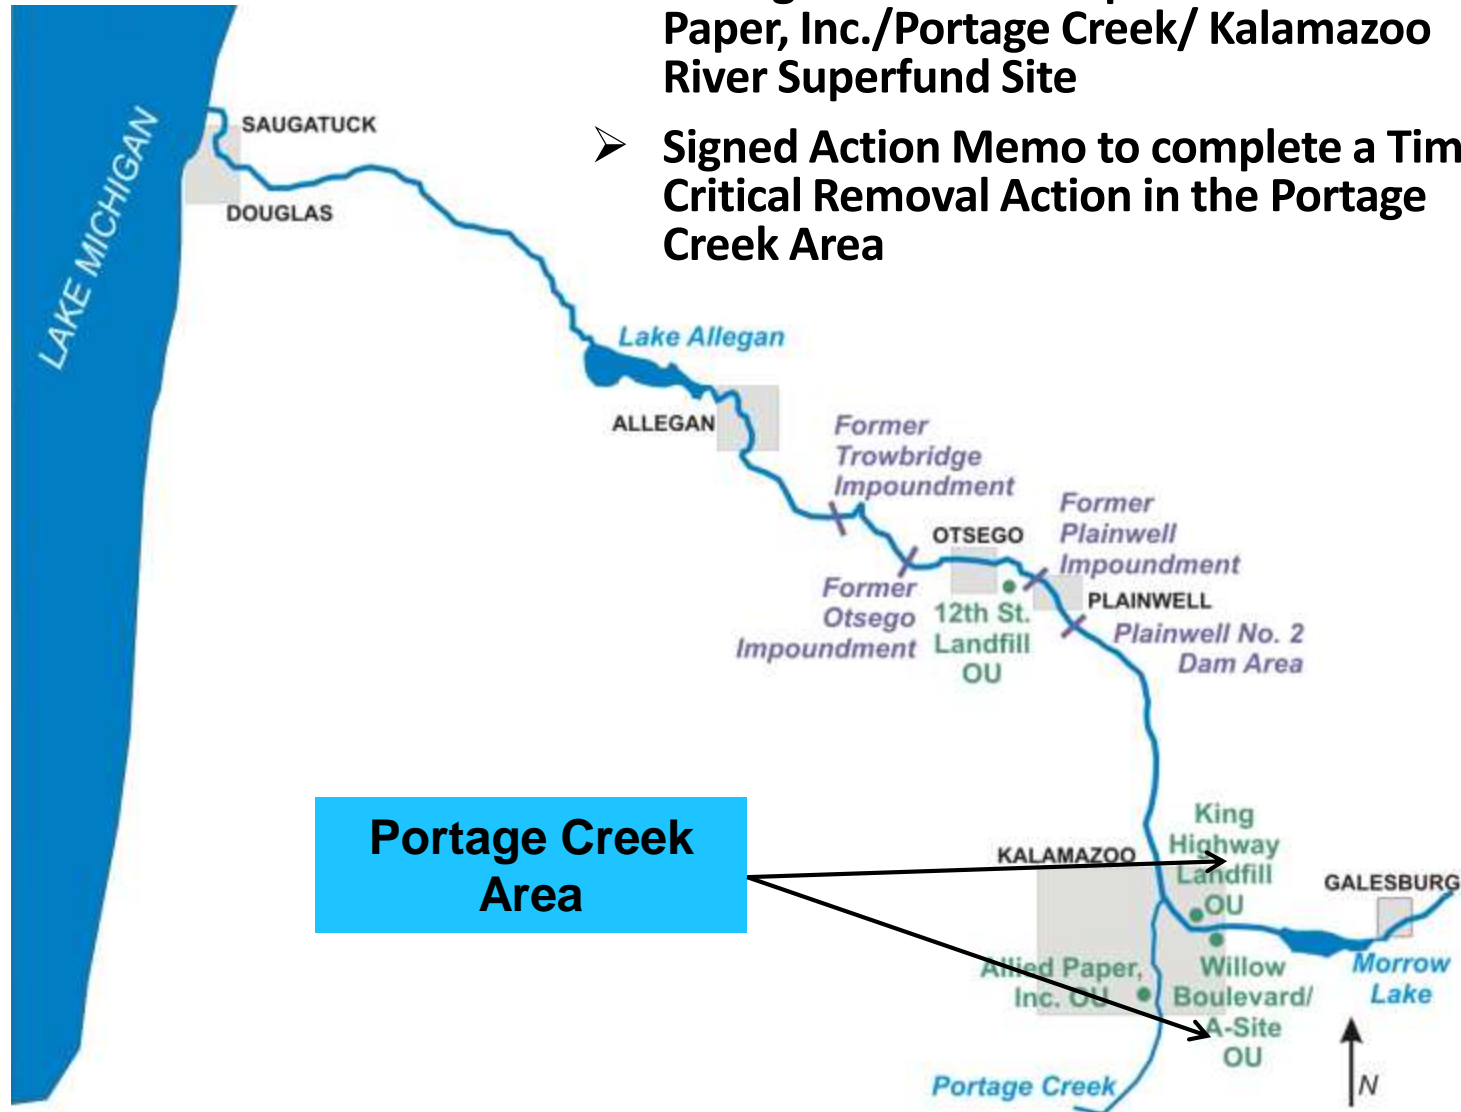 Paper, Inc./Portage Creek/ Kalamazoo
River Superfund Site
➢ Signed Action Memo to complete a Tim
Critical Removal Action in the Portage
Creek Area
LAKE MICHIGAN
SAUGATUCK
DOUGLAS
Lake Allegan
ALLEGAN
Former
Trowbridge
Impoundment
Former
Plainwell
Impoundment
OTSEGO
Former
Otsego
Impoundment
12th St.
Landfill
OU
PLAINWELL
Plainwell No. 2
Dam Area
Portage Creek
Area
KALAMAZOO
King
Highway
Landfill
OU
GALESBURG
Allied Paper,
Inc. OU
Willow
Boulevard/
A-Site
OU
Morrow
Lake
Portage Creek
N